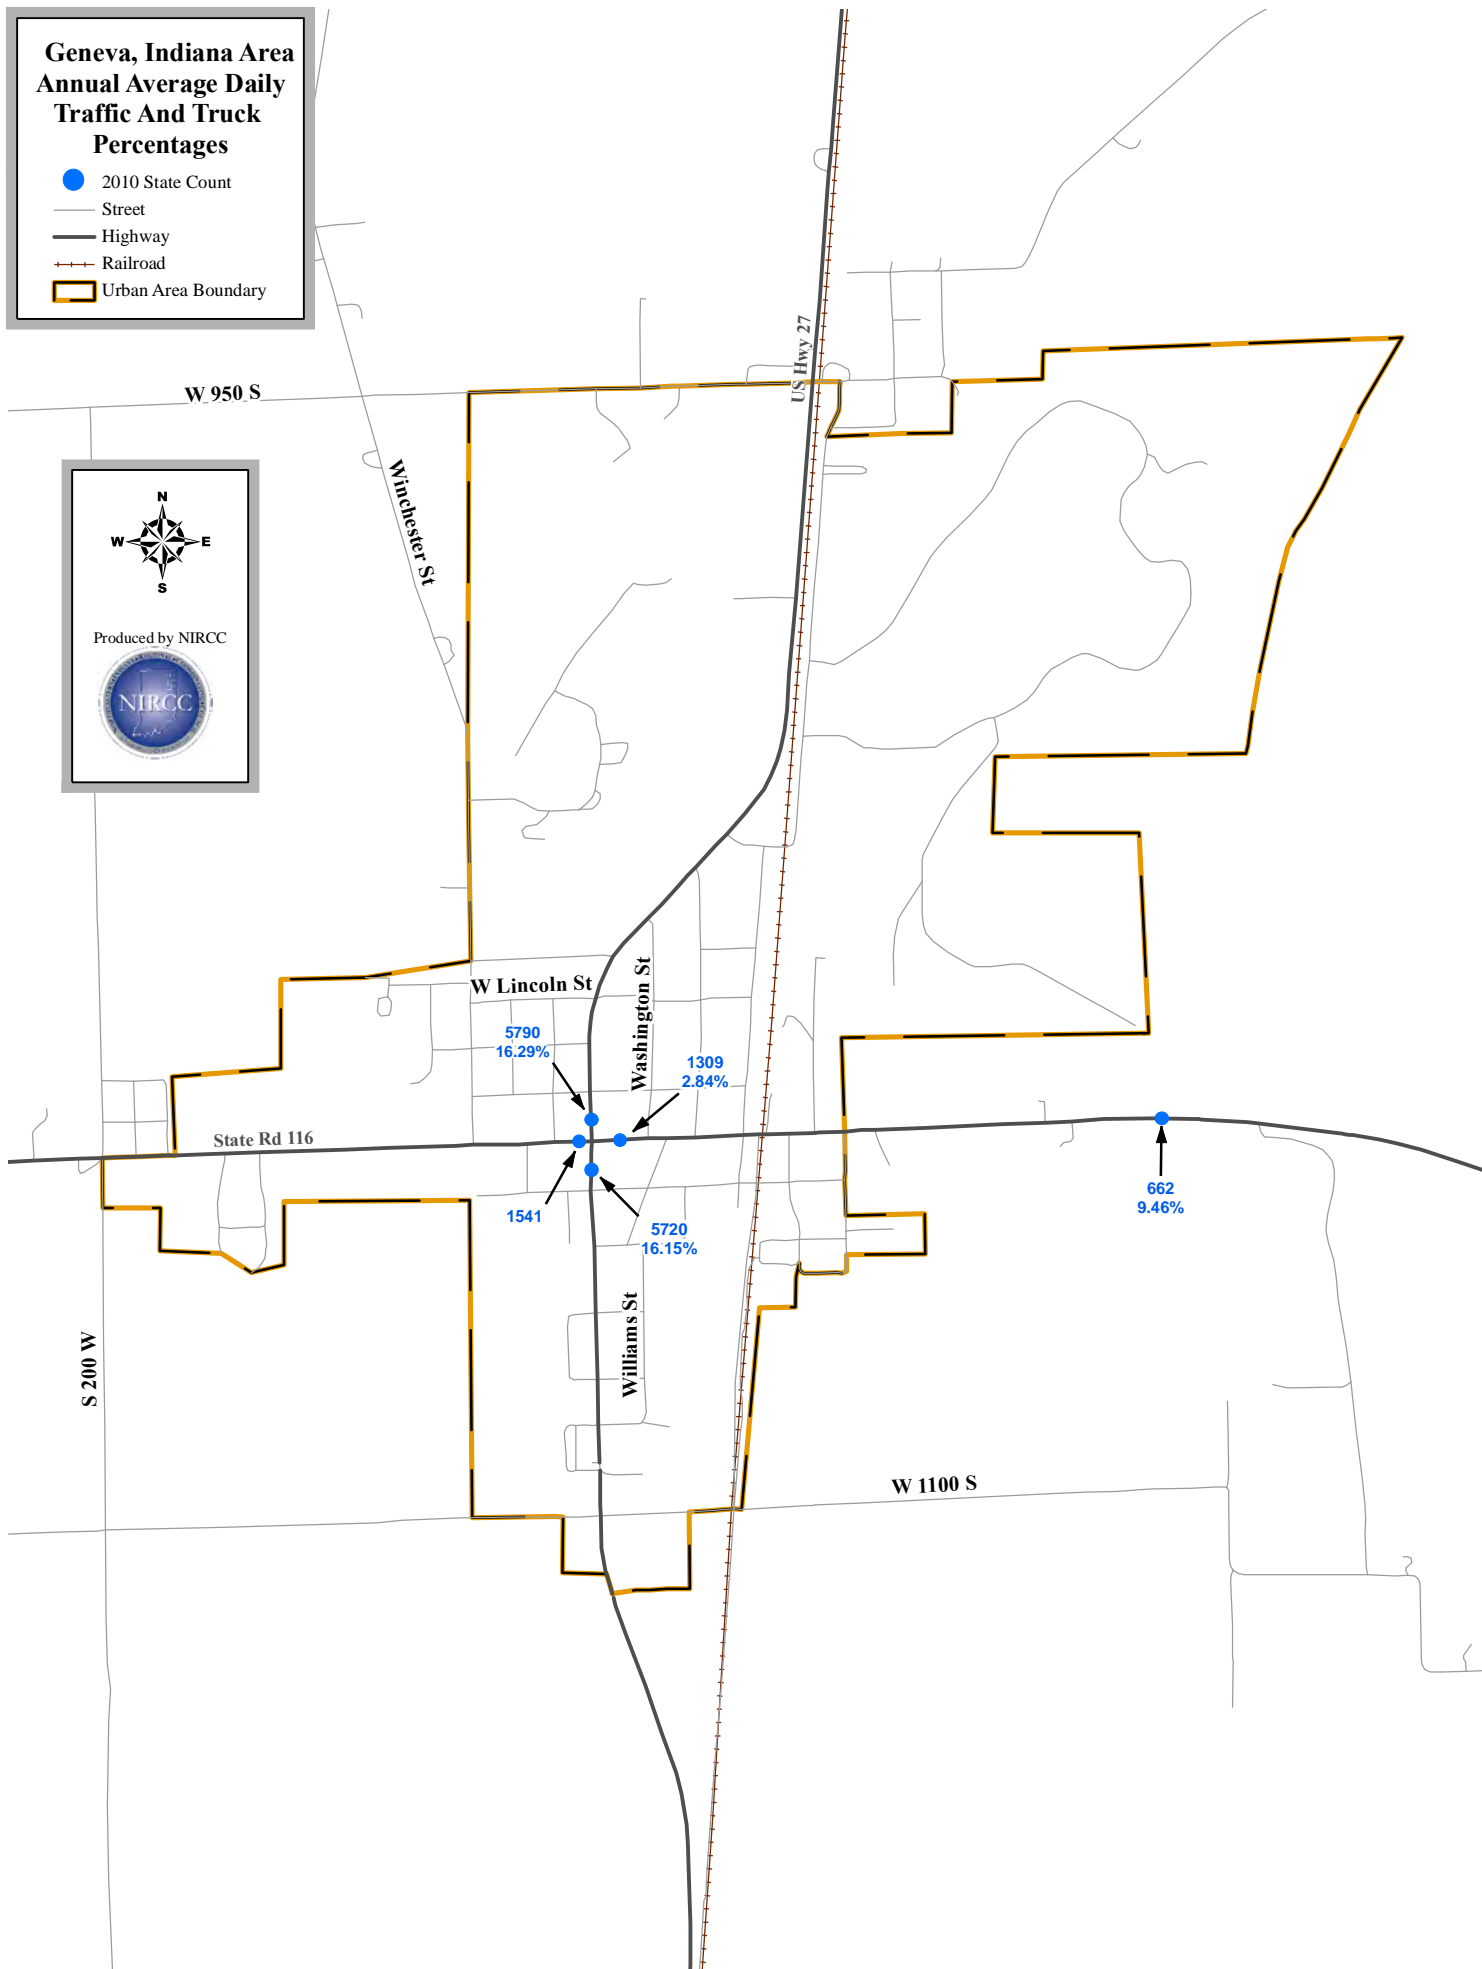 Geneva, Indiana Area
Annual Average Daily
Traffic And Truck
Percentages
2010 State Count
Street
Highway
Railroad
Urban Area Boundary
US Hwy 27
W 950 S
Winchester St
N
W
E
S
Produced by NIRCC
NIRCC
W Lincoln St
Washington St
5790
16.29%
1309
2.84%
State Rd 116
1541
5720
16.15%
662
9.46%
Williams St
S 200 W
W 1100 S